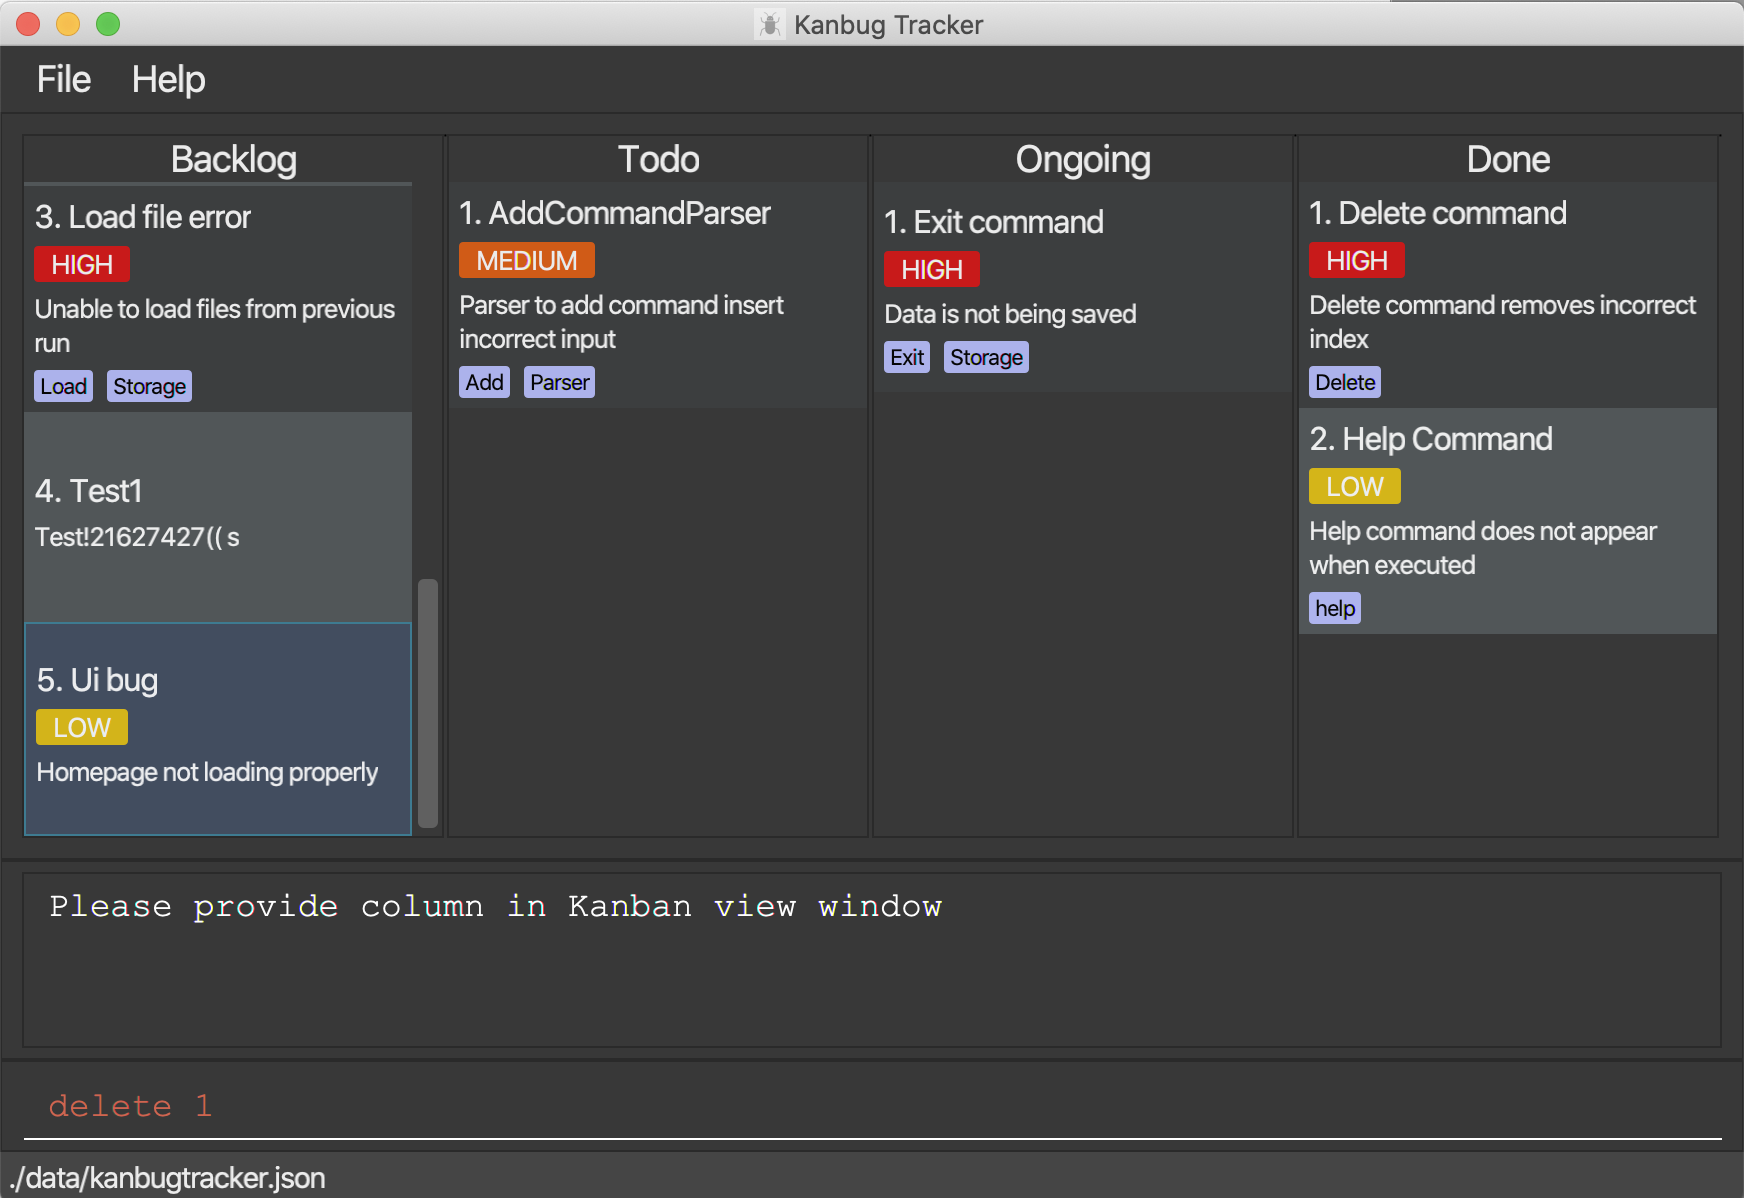 Kanbug Tracker
File Help
Backlog
3. Load file error
HIGH
Unable to load files from previous
run
Load Storage
4. Test1
Test!21627427(( s
5. Ui bug
LOW
Homepage not loading properly
Todo
1. AddCommandParser
MEDIUM
Parser to add command insert
incorrect input
Add Parser
Ongoing
1. Exit command
HIGH
Data is not being saved
Exit Storage
Done
1. Delete command
HIGH
Delete command removes incorrect
index
Delete
2. Help Command
LOW
Help command does not appear
when executed
help
Please provide column in Kanban view window
delete 1
./data/kanbugtracker.json